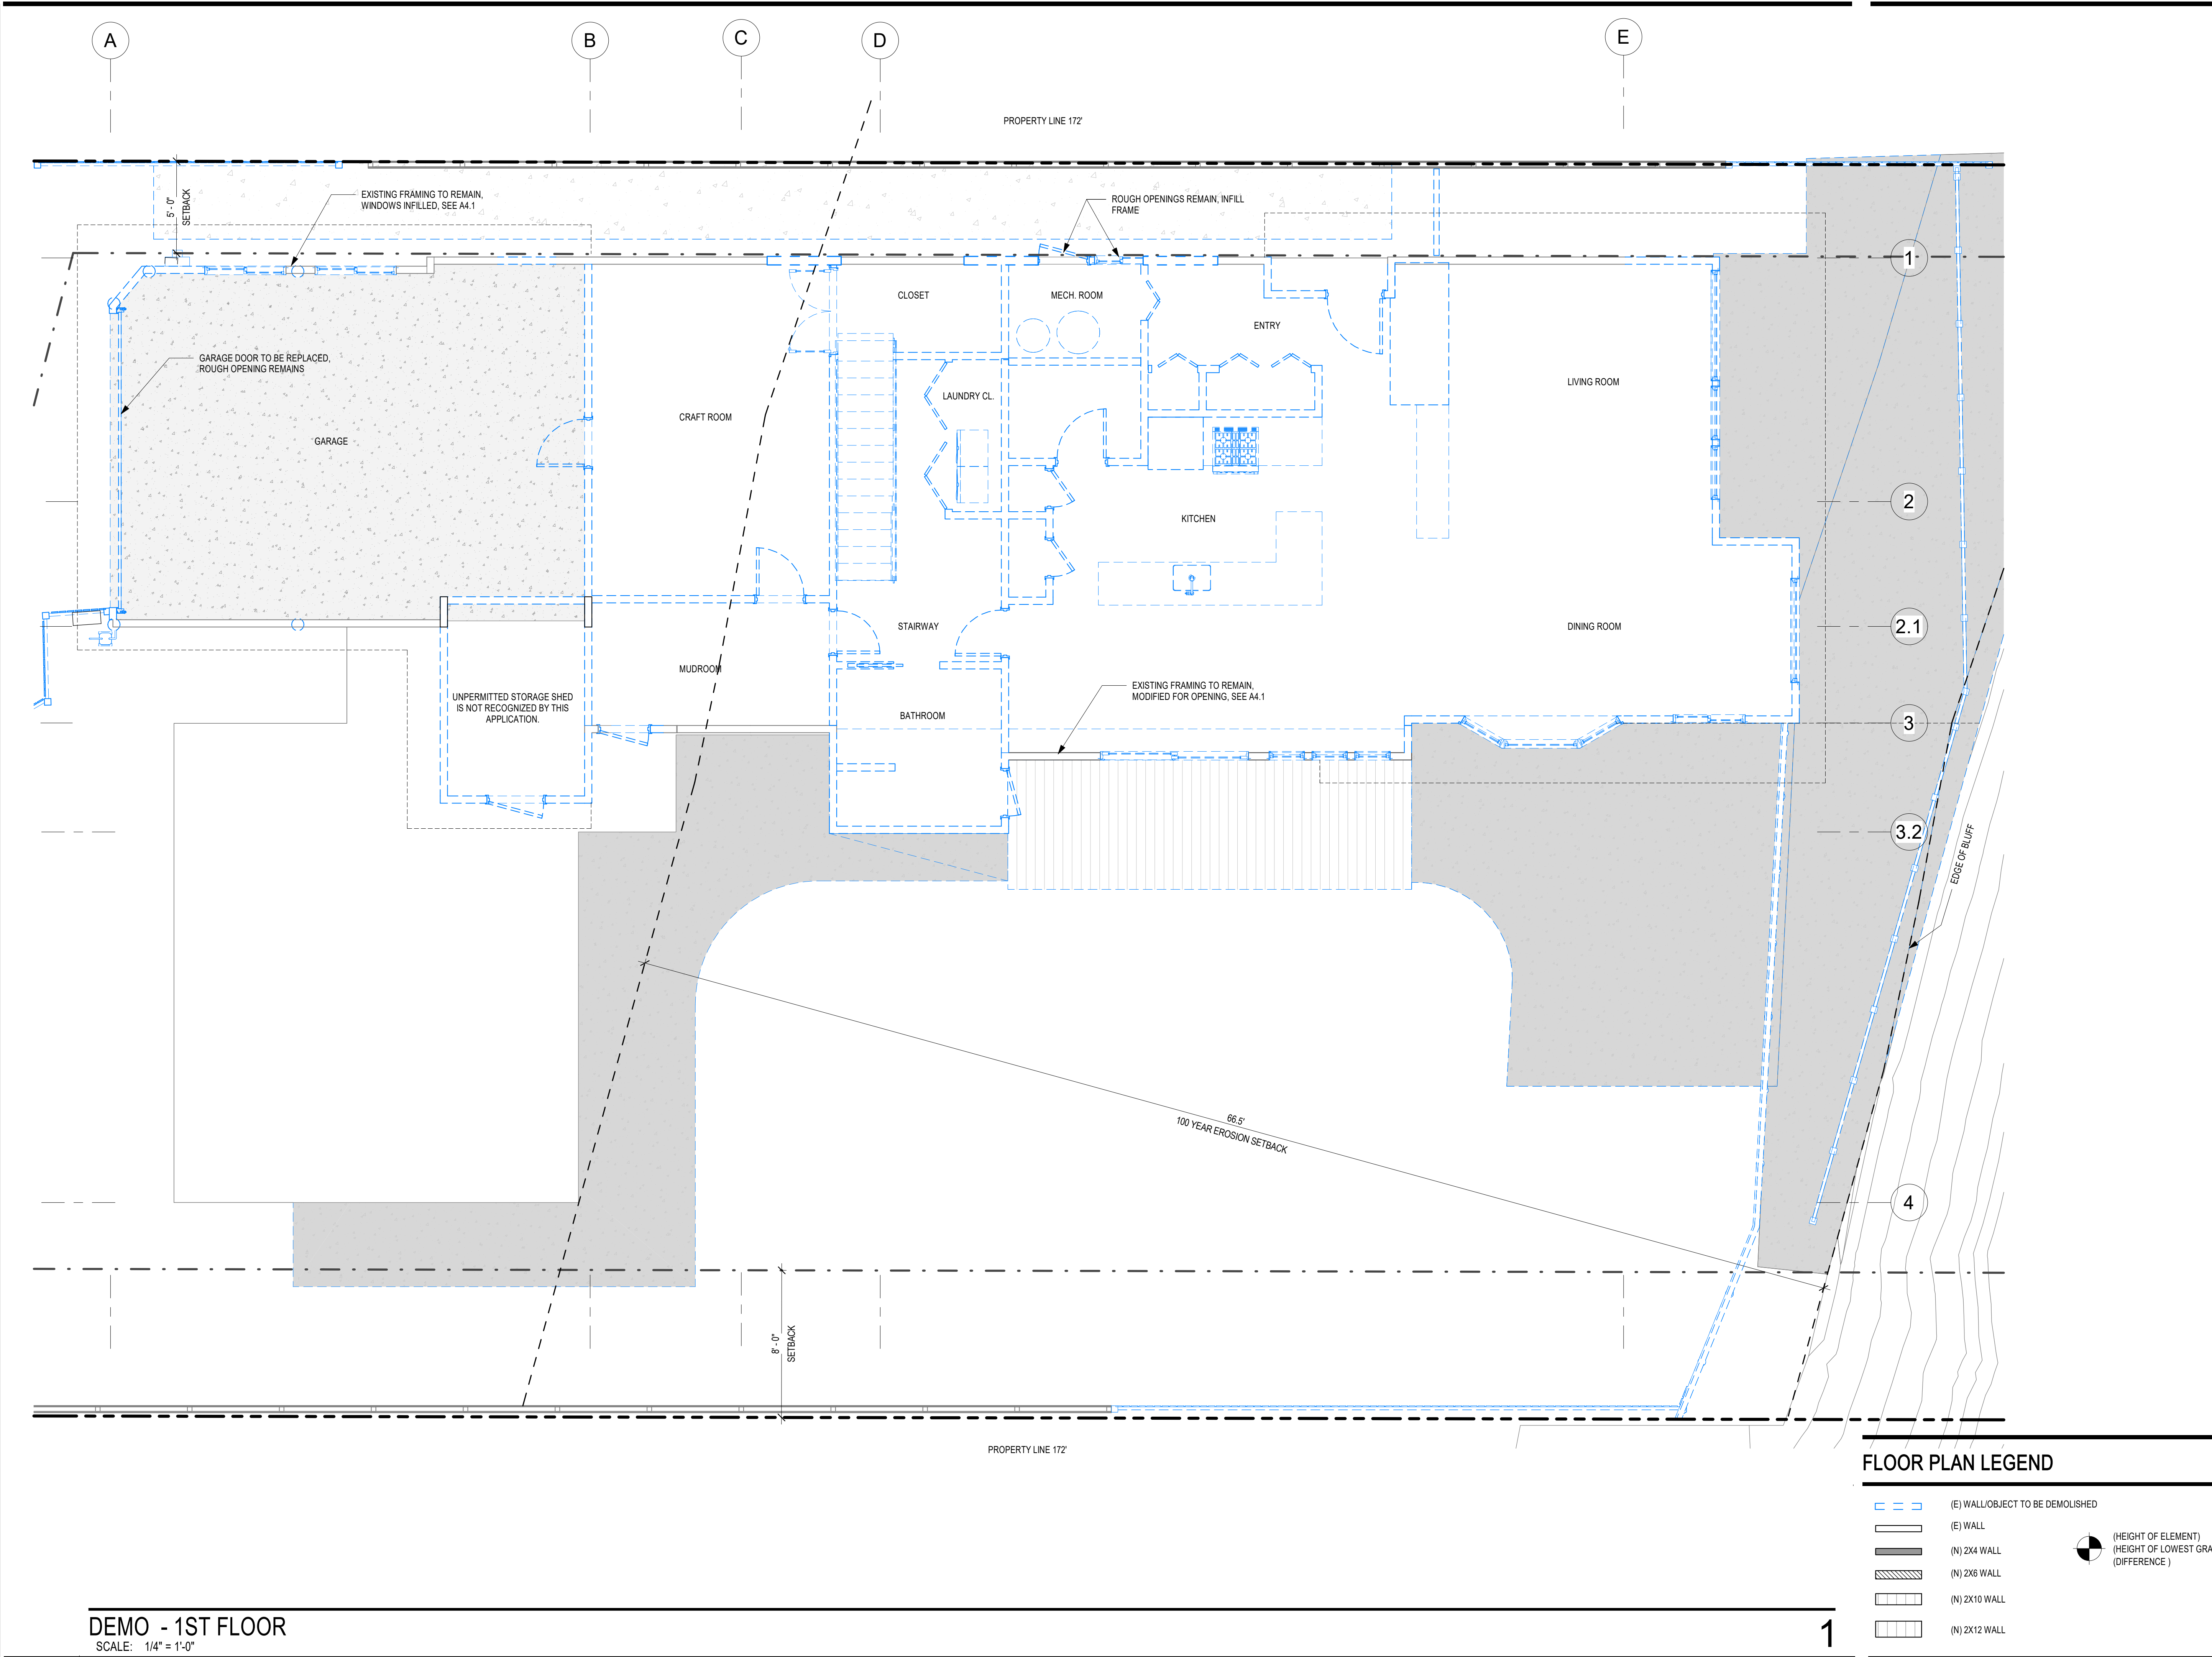 A
B
C
D
E
PROPERTY LINE 172'
5' - 0"
SETBACK
EXISTING FRAMING TO REMAIN,
WINDOWS INFILLED, SEE A4.1
ROUGH OPENINGS REMAIN, INFILL
FRAME
1
CLOSET
MECH. ROOM
ENTRY
GARAGE DOOR TO BE REPLACED,
ROUGH OPENING REMAINS
LIVING ROOM
LAUNDRY CL.
CRAFT ROOM
GARAGE
2
KITCHEN
STAIRWAY
DINING ROOM
2.1
MUDROOM
UNPERMITTED STORAGE SHED
IS NOT RECOGNIZED BY THIS
APPLICATION.
EXISTING FRAMING TO REMAIN,
MODIFIED FOR OPENING, SEE A4.1
BATHROOM
3
3.2
EDGE OF BLUFF
66.5'
100 YEAR EROSION SETBACK
4
8' - 0"
SETBACK
PROPERTY LINE 172'
FLOOR PLAN LEGEND
(E) WALL/OBJECT TO BE DEMOLISHED
(E) WALL
(N) 2X4 WALL
(N) 2X6 WALL
(N) 2X10 WALL
(N) 2X12 WALL
(HEIGHT OF ELEMENT)
(HEIGHT OF LOWEST GRA
(DIFFERENCE )
DEMO - 1ST FLOOR
SCALE: 1/4" = 1'-0"
1